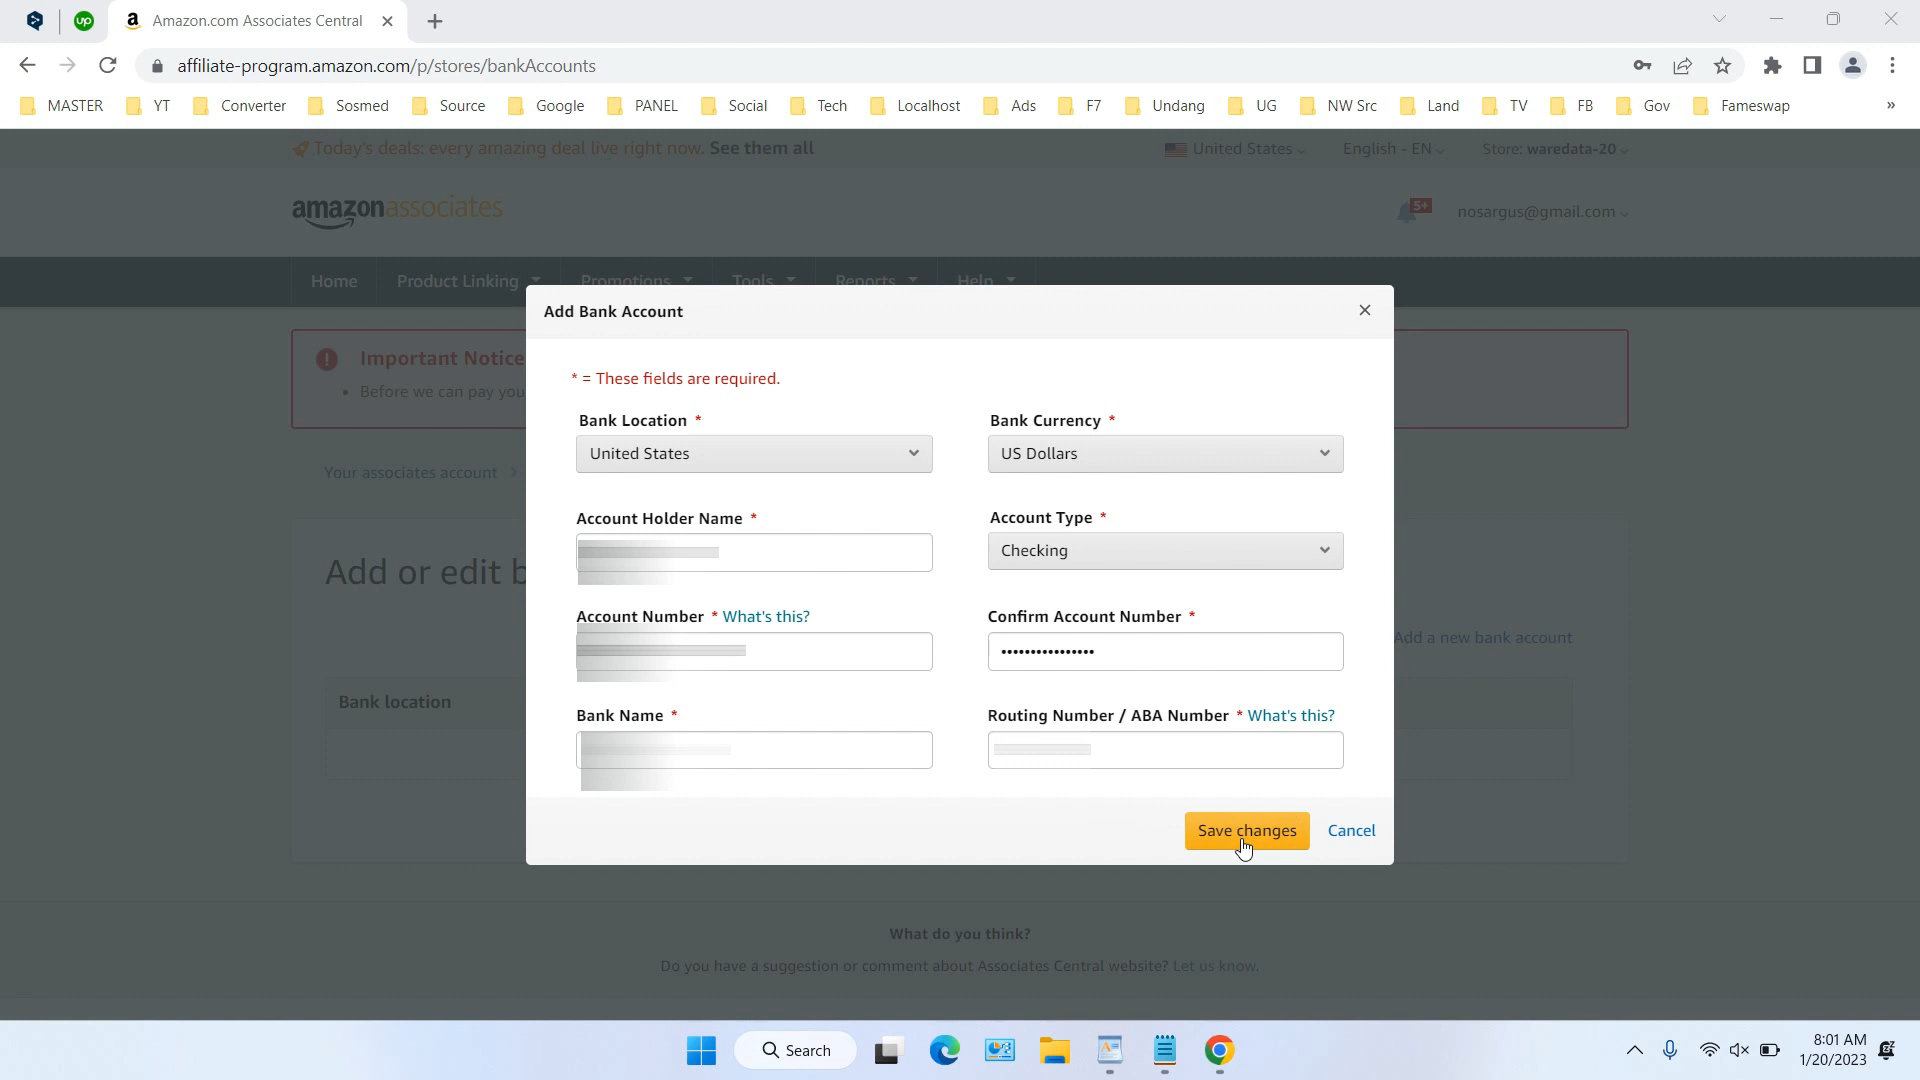 up
a Amazon.com Associates Central
affiliate-program.amazon.com/p/stores/bankAccounts
MASTER YT Converter Sosmed Source Google PANEL Social Tech Localhost Ads F7 Undang UG NW Src Land TV FB Gov Fameswap »
Today's deals: every amazing deal live right now. See them all
United States English - EN Store: waredata-20
amazonassociates
5+ nosargus@gmail.com
Home Product Linking Promotions Tools Reports Help
Add Bank Account
Important Notice
• Before we can pay you
* = These fields are required.
Bank Location * Bank Currency *
United States US Dollars
Your associates account
Account Holder Name * Account Type *
Checking
Add or edit b
Account Number * What's this? Confirm Account Number *
••••••••••••••••
Add a new bank account
Bank location
Bank Name * Routing Number / ABA Number * What's this?
Save changes Cancel
What do you think?
Do you have a suggestion or comment about Associates Central website? Let us know.
Search
8:01 AM
1/20/2023